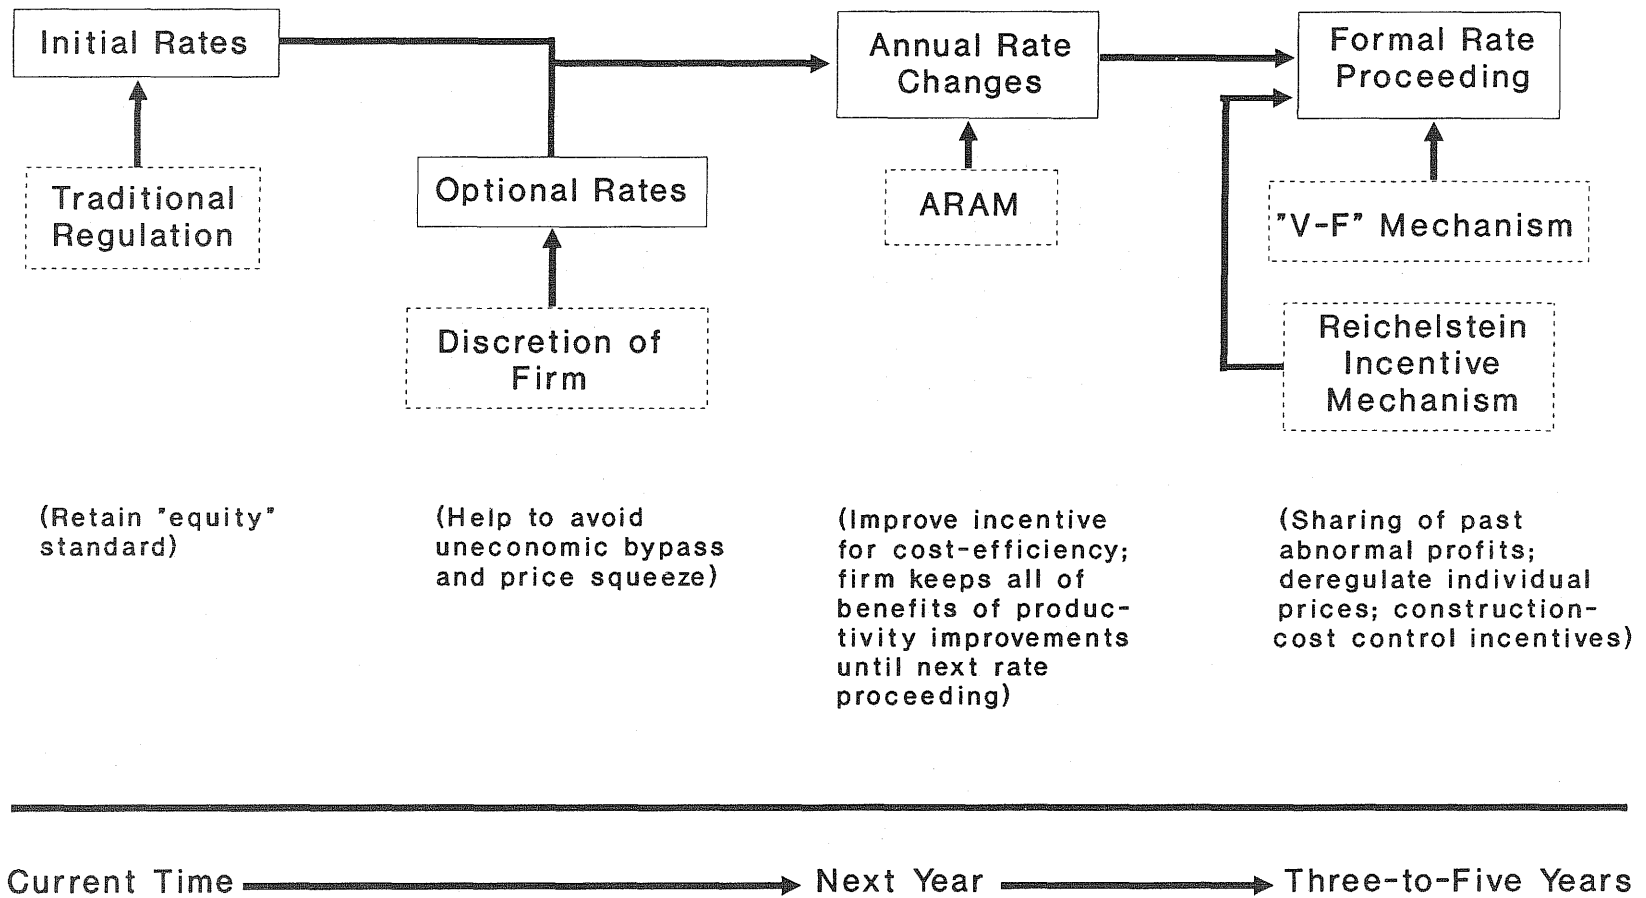 Initial Rates
Traditional
Regulation
Optional Rates
Discretion of
Firm
Annual Rate
Changes
ARAM
Formal Rate
Proceeding
"V-F" Mechanism
Reichelstein
Incentive
Mechanism
(Retain "equity"
standard)
(Help to avoid
uneconomic bypass
and price squeeze)
(Improve incentive
for cost-efficiency;
firm keeps all of
benefits of produc-
tivity improvements
until next rate
proceeding)
(Sharing of past
abnormal profits;
deregulate individual
prices; construction-
cost control incentives)
Current Time
Next Year
Three-to-Five Years